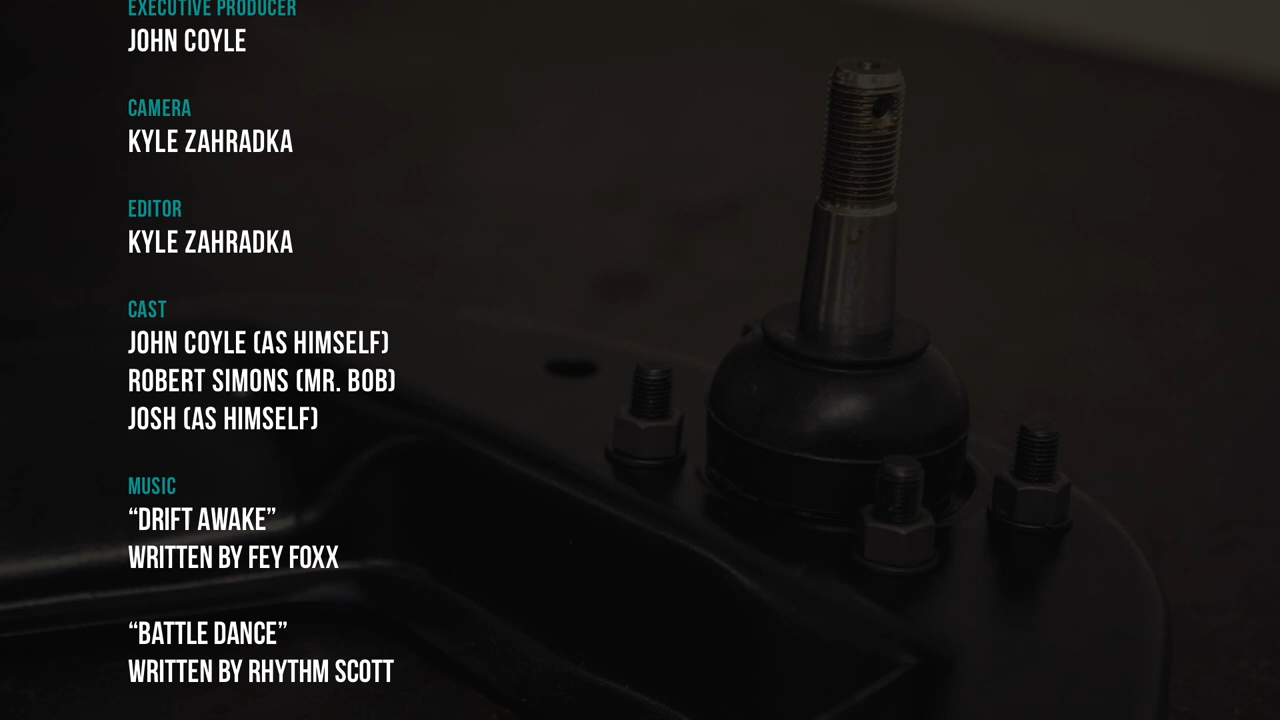 EXECUTIVE PRODUCER
JOHN COYLE
CAMERA
KYLE ZAHRADKA
EDITOR
KYLE ZAHRADKA
CAST
JOHN COYLE (AS HIMSELF)
ROBERT SIMONS (MR. BOB)
JOSH (AS HIMSELF)
MUSIC
“DRIFT AWAKE”
WRITTEN BY FEY FOXX
“BATTLE DANCE”
WRITTEN BY RHYTHM SCOTT